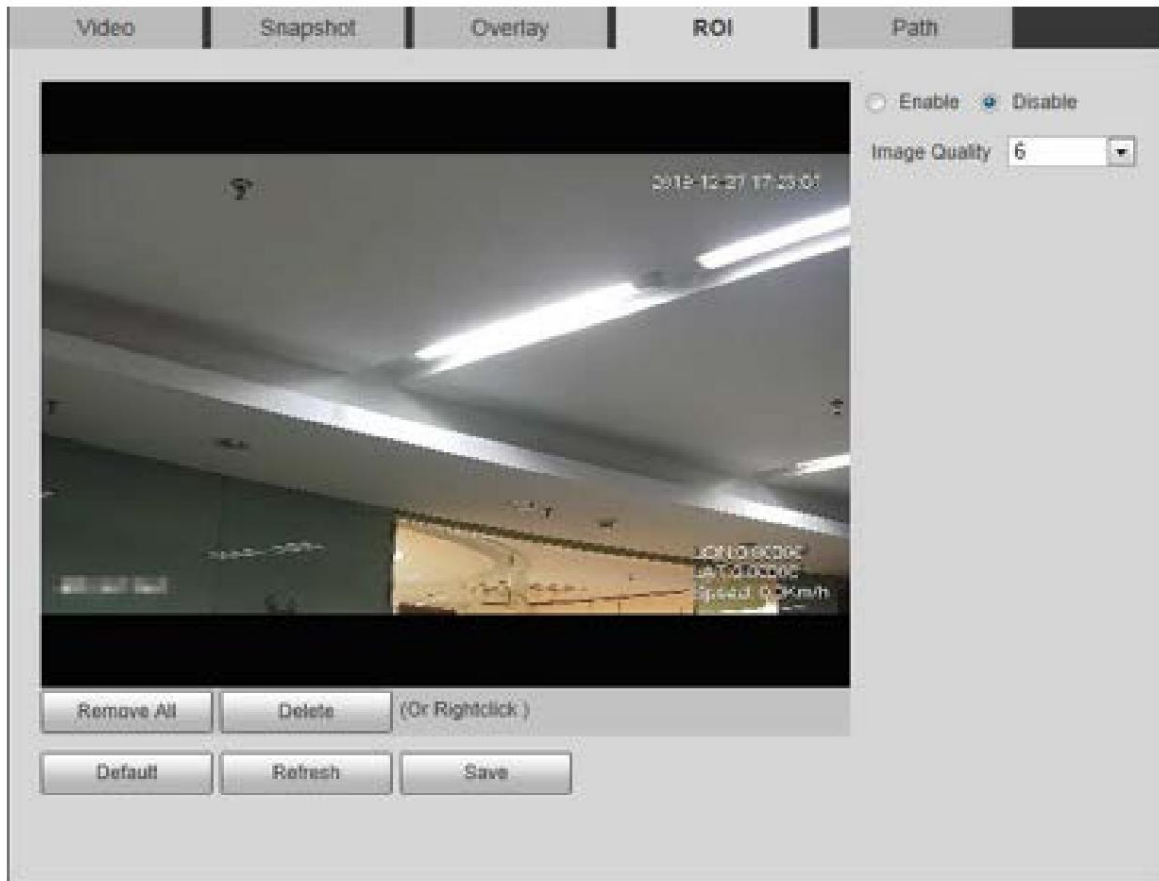 Video Snapshot Overlay ROI Path
Enable Disable
Image Quality 6
Speed
Km/h
Remove All Delete (Or Rightclick )
Default Refresh Save